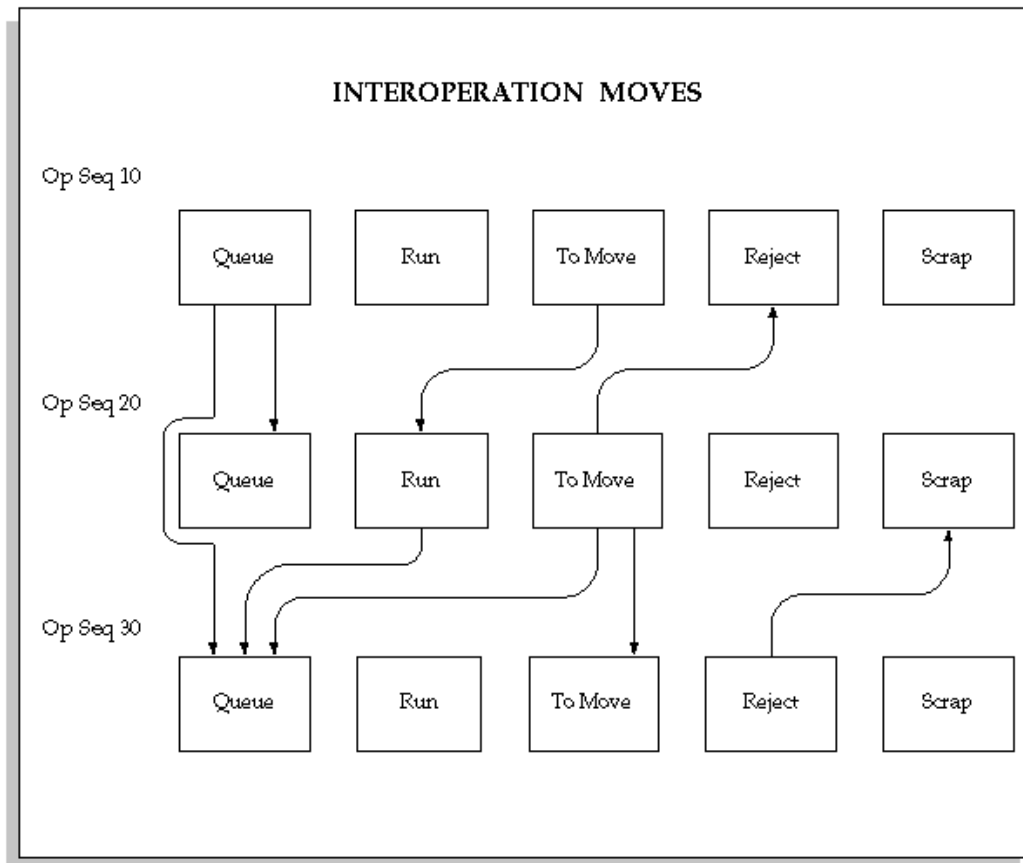 INTEROPERATION MOVES
Op Seq 10
Queue Run To Move Reject Scrap
Op Seq 20
Queue Run To Move Reject Scrap
Op Seq 30
Queue Run To Move Reject Scrap